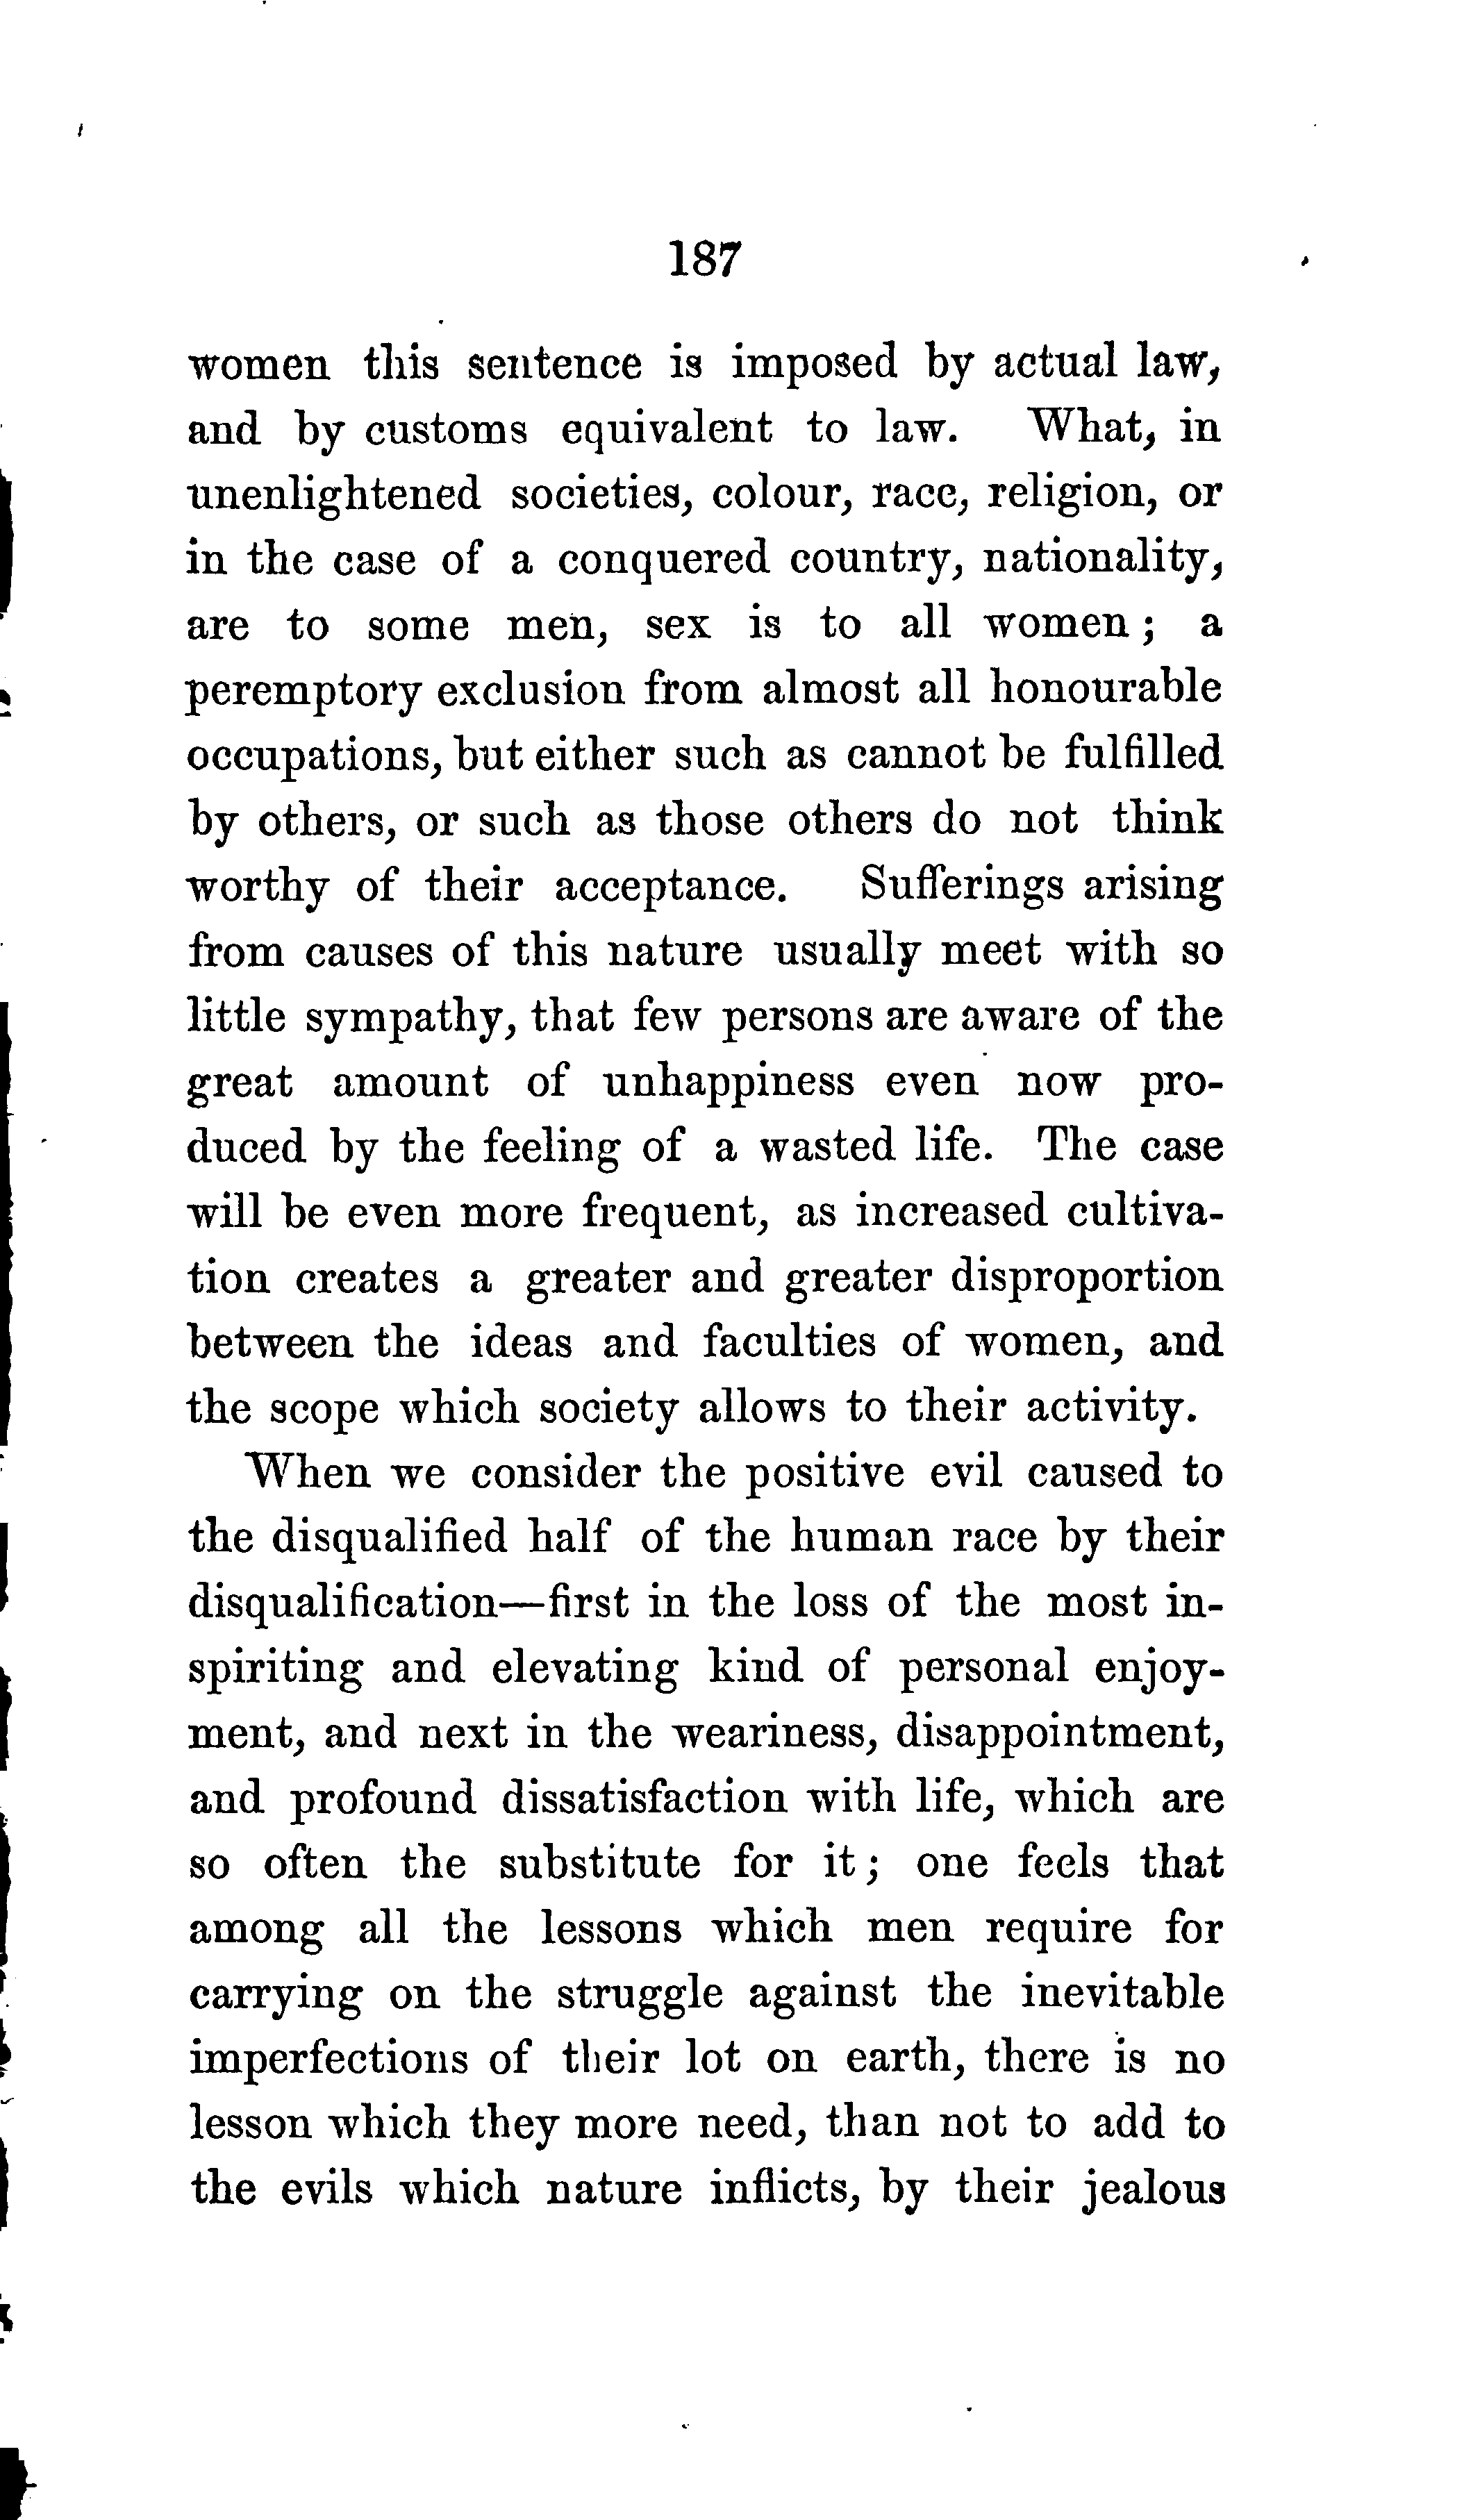 187
women this sentence is imposed by actual law,
and by customs equivalent to law. What, in
unenlightened societies, colour, race, religion, or
in the case of a conquered country, nationality,
are to some men, sex is to all women; a
peremptory exclusion from almost all honourable
occupations, but either such as cannot be fulfilled
by others, or such as those others do not think
worthy of their acceptance. Sufferings arising
from causes of this nature usually meet with so
little sympathy, that few persons are aware of the
great amount of unhappiness even now pro-
duced by the feeling of a wasted life. The case
will be even more frequent, as increased cultiva-
tion creates a greater and greater disproportion
between the ideas and faculties of women, and
the scope which society allows to their activity.
When we consider the positive evil caused to
the disqualified half of the human race by their
disqualification—first in the loss of the most in-
spiriting and elevating kind of personal enjoy-
ment, and next in the weariness, disappointment,
and profound dissatisfaction with life, which are
so often the substitute for it; one feels that
among all the lessons which men require for
carrying on the struggle against the inevitable
imperfections of their lot on earth, there is no
lesson which they more need, than not to add to
the evils which nature inflicts, by their jealous